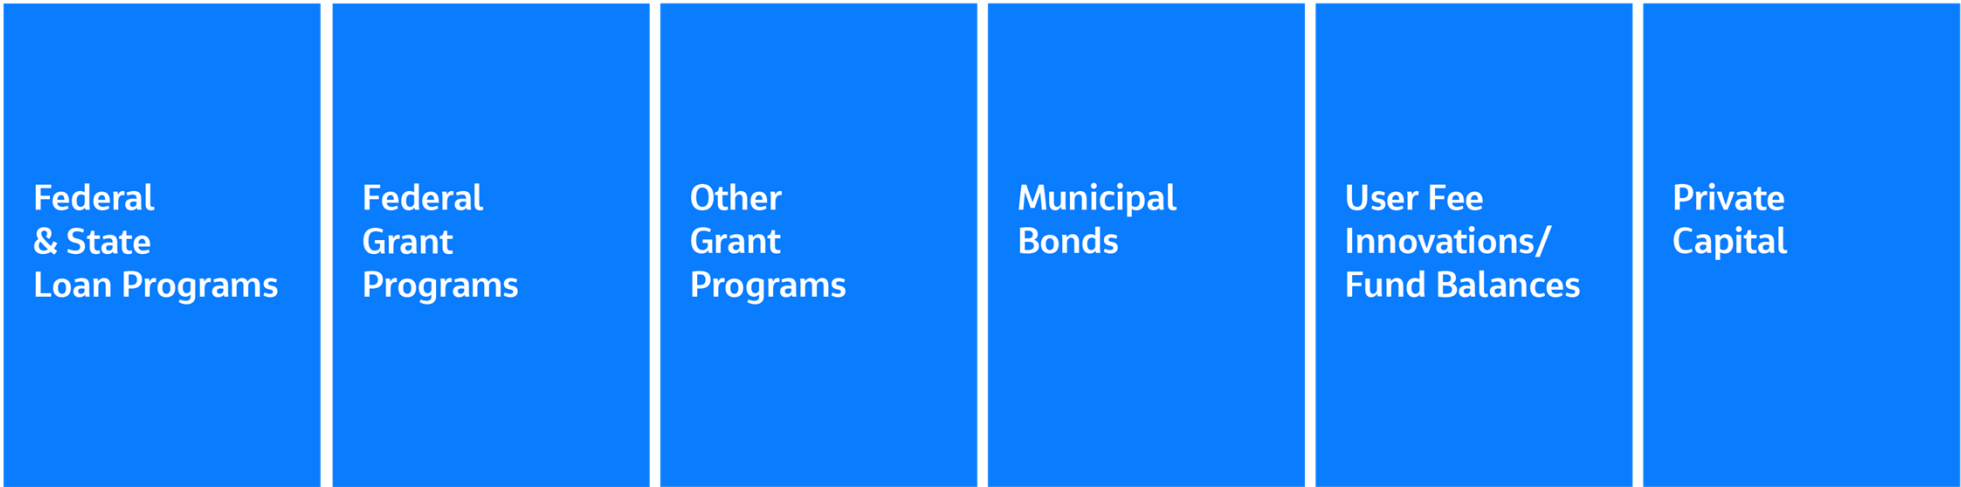 Federal
& State
Loan Programs
Federal
Grant
Programs
Other
Grant
Programs
Municipal
Bonds
User Fee
Innovations/
Fund Balances
Private
Capital